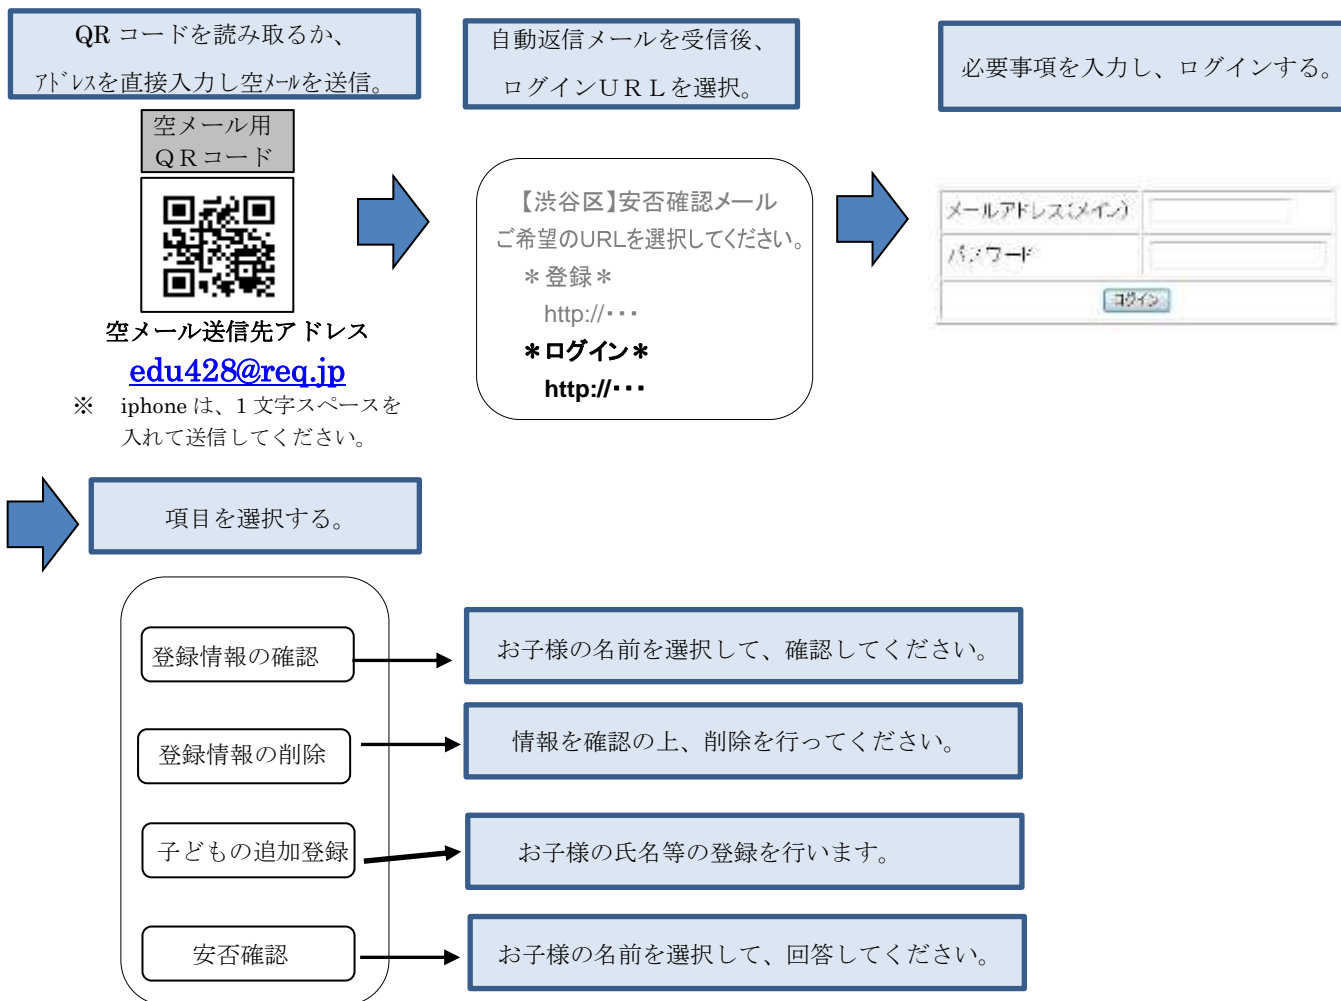 QR コードを読み取るか、
ｱﾄﾞﾚｽを直接入力し空ﾒｰﾙを送信。
空メール用
ＱＲコード
空メール送信先アドレス
edu428@req.jp
※　iphone は、1 文字スペースを
入れて送信してください。
自動返信メールを受信後、
ログインＵＲＬを選択。
【渋谷区】安否確認メール
ご希望のURLを選択してください。
＊登録＊
http://･･･
＊ログイン＊
http://･･･
必要事項を入力し、ログインする。
メールアドレス(メイン)
パスワード
ログイン
項目を選択する。
登録情報の確認
お子様の名前を選択して、確認してください。
登録情報の削除
情報を確認の上、削除を行ってください。
子どもの追加登録
お子様の氏名等の登録を行います。
安否確認
お子様の名前を選択して、回答してください。